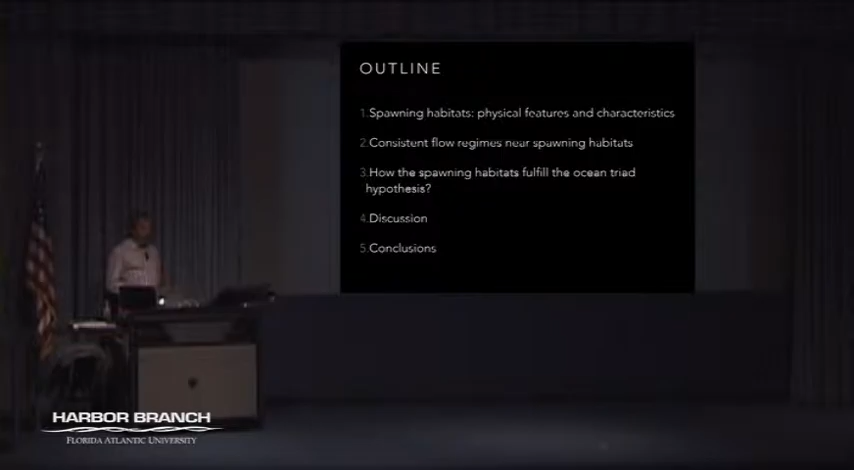 OUTLINE
1.Spawning habitats: physical features and characteristics
2.Consistent flow regimes near spawning habitats
3.How the spawning habitats fulfill the ocean triad
hypothesis?
4.Discussion
5.Conclusions
HARBOR BRANCH
FLORIDA ATLANTIC UNIVERSITY